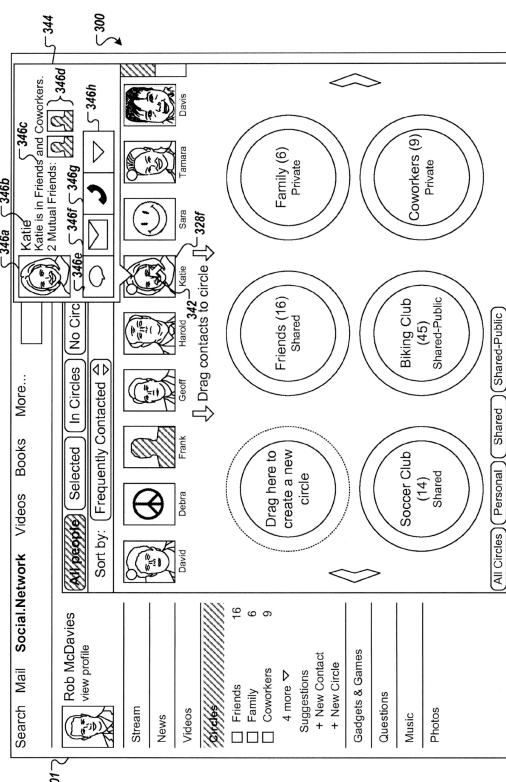 300
344
346a
346b
346c
346d
346e
346f
346g
346h
Search Mail Social.Network Videos Books More...
Katie
Katie is in Friends and Coworkers.
2 Mutual Friends:
01
Rob McDavies
view profile
Stream
News
Videos
Circles
Friends 16
Family 6
Coworkers 9
4 more
Suggestions
+ New Contact
+ New Circle
Gadgets & Games
Questions
Music
Photos
All people Selected In Circles No Circ
Sort by: Frequently Contacted
David Debra Frank Geoff Harold Katie Sara Tamara Davis
342
328f
Drag contacts to circle
Drag here to
create a new
circle
Friends (16)
Shared
Family (6)
Private
Soccer Club
(14)
Shared
Biking Club
(45)
Shared-Public
Coworkers (9)
Private
All Circles Personal Shared Shared-Public